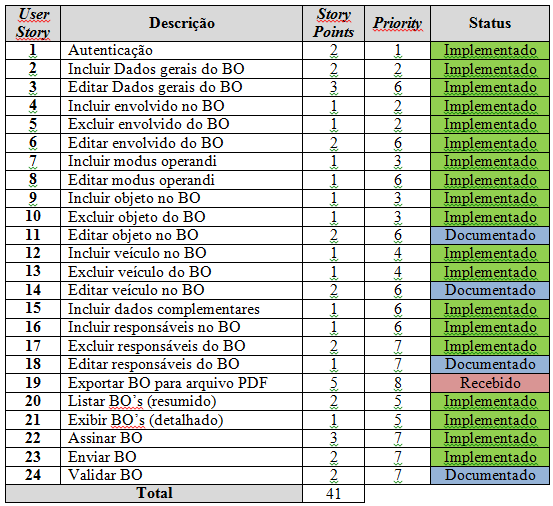 User Story Descrição Story Points Priority Status
1 Autenticação 2 1 Implementado
2 Incluir Dados gerais do BO 2 2 Implementado
3 Editar Dados gerais do BO 3 6 Implementado
4 Incluir envolvido no BO 1 2 Implementado
5 Excluir envolvido do BO 1 2 Implementado
6 Editar envolvido do BO 2 6 Implementado
7 Incluir modus operandi 1 3 Implementado
8 Editar modus operandi 1 6 Implementado
9 Incluir objeto no BO 1 3 Implementado
10 Excluir objeto do BO 1 3 Implementado
11 Editar objeto no BO 2 6 Documentado
12 Incluir veículo no BO 1 4 Implementado
13 Excluir veículo do BO 1 4 Implementado
14 Editar veículo no BO 2 6 Documentado
15 Incluir dados complementares 1 6 Implementado
16 Incluir responsáveis no BO 1 6 Implementado
17 Excluir responsáveis do BO 2 7 Implementado
18 Editar responsáveis do BO 1 7 Documentado
19 Exportar BO para arquivo PDF 5 8 Recebido
20 Listar BO’s (resumido) 2 5 Implementado
21 Exibir BO’s (detalhado) 1 5 Implementado
22 Assinar BO 3 7 Implementado
23 Enviar BO 2 7 Implementado
24 Validar BO 2 7 Documentado
Total 41